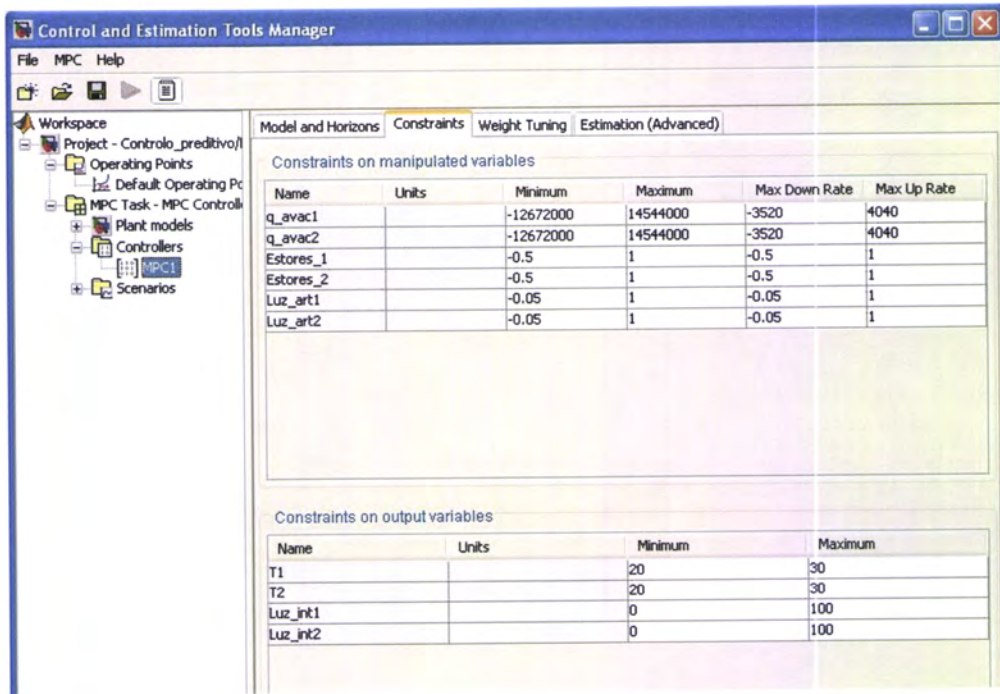 Control and Estimation Tools Manager
File MPC Help
Workspace
Project - Controlo_preditivo/
Operating Points
Default Operating Po
MPC Task - MPC Controlle
Plant models
Controllers
MPC1
Scenarios
Model and Horizons Constraints Weight Tuning Estimation (Advanced)
Constraints on manipulated variables
Name Units Minimum Maximum Max Down Rate Max Up Rate
q_avac1 -12672000 14544000 -3520 4040
q_avac2 -12672000 14544000 -3520 4040
Estores_1 -0.5 1 -0.5 1
Estores_2 -0.5 1 -0.5 1
Luz_art1 -0.05 1 -0.05 1
Luz_art2 -0.05 1 -0.05 1
Constraints on output variables
Name Units Minimum Maximum
T1 20 30
T2 20 30
Luz_int1 0 100
Luz_int2 0 100